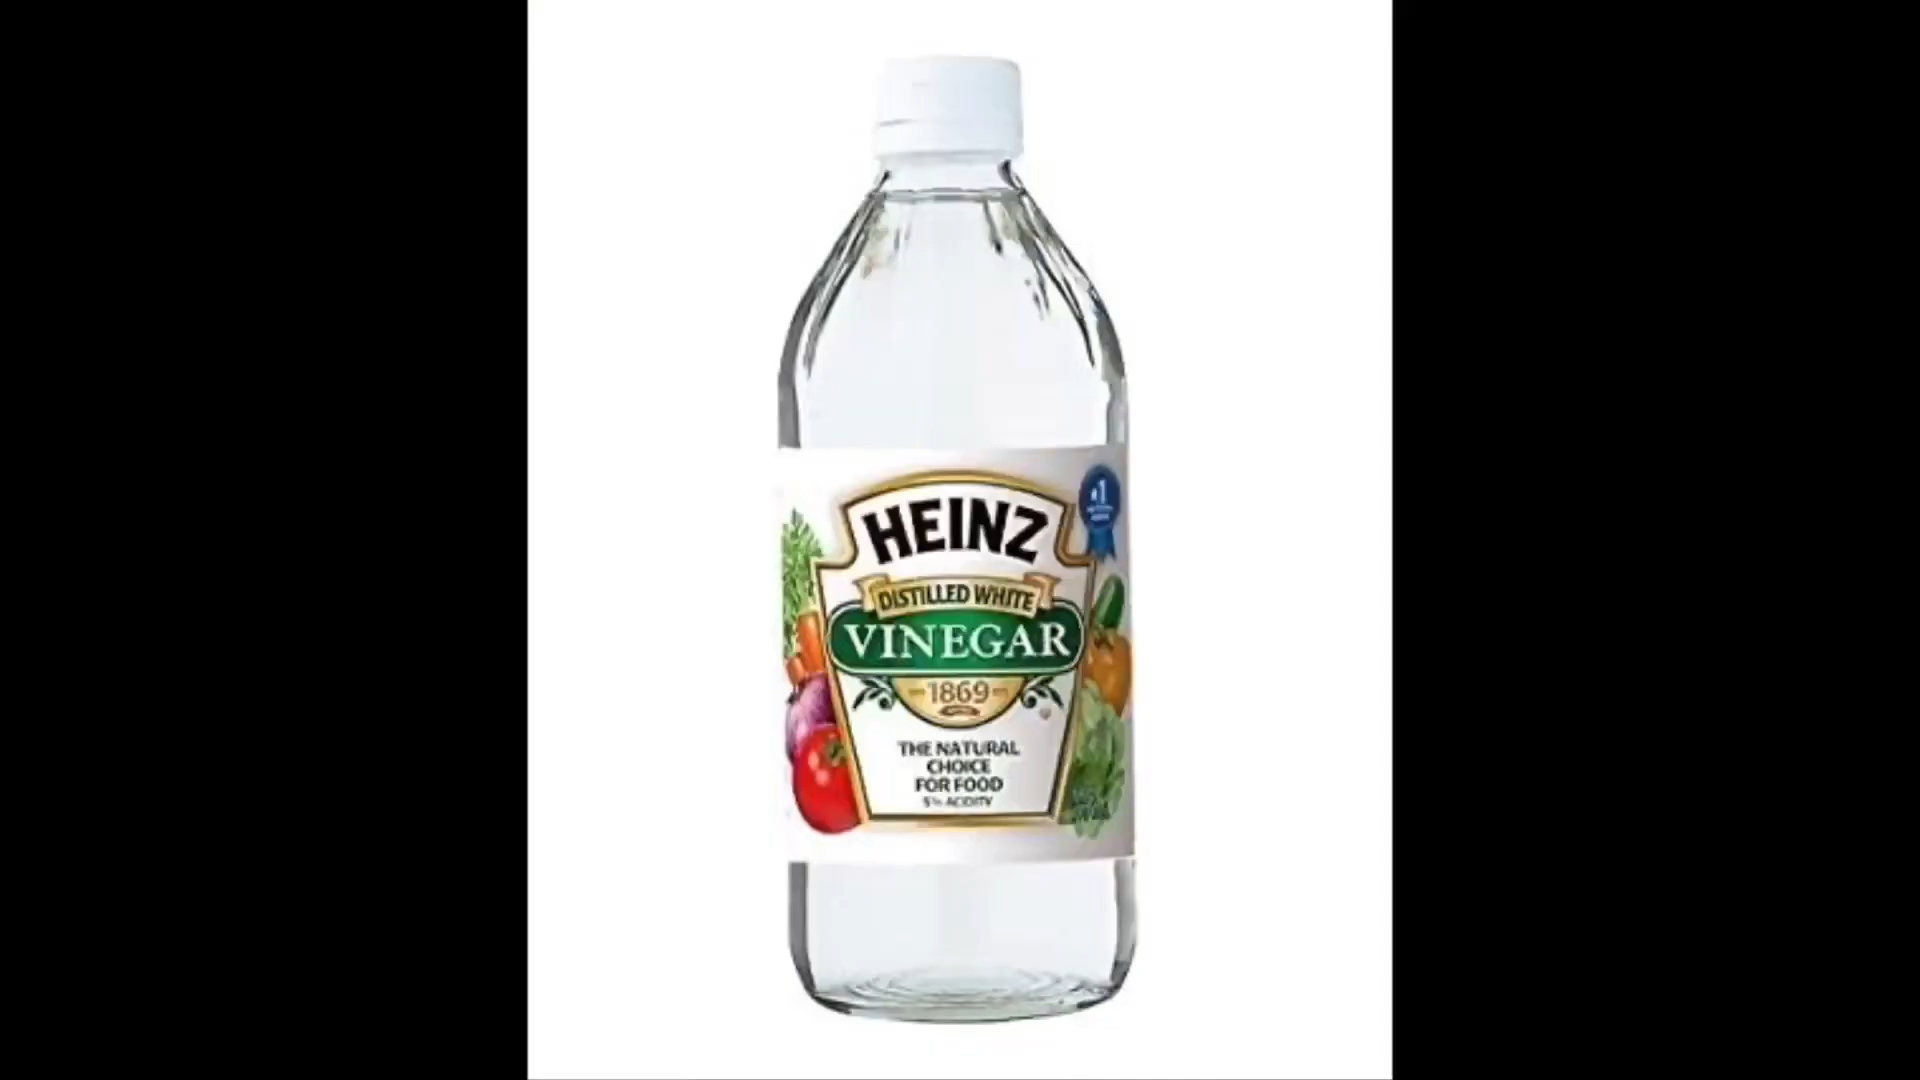 HEINZ
#1
DISTILLED WHITE
VINEGAR
1869
THE NATURAL
CHOICE
FOR FOOD
5% ACIDITY